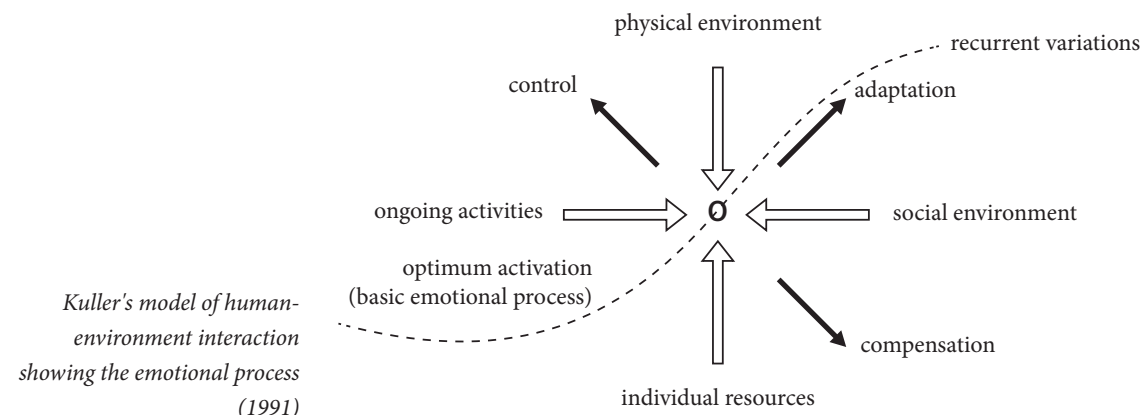 physical environment
recurrent variations
control
adaptation
ongoing activities
o
social environment
optimum activation
(basic emotional process)
Kuller's model of human-
environment interaction
showing the emotional process
(1991)
compensation
individual resources